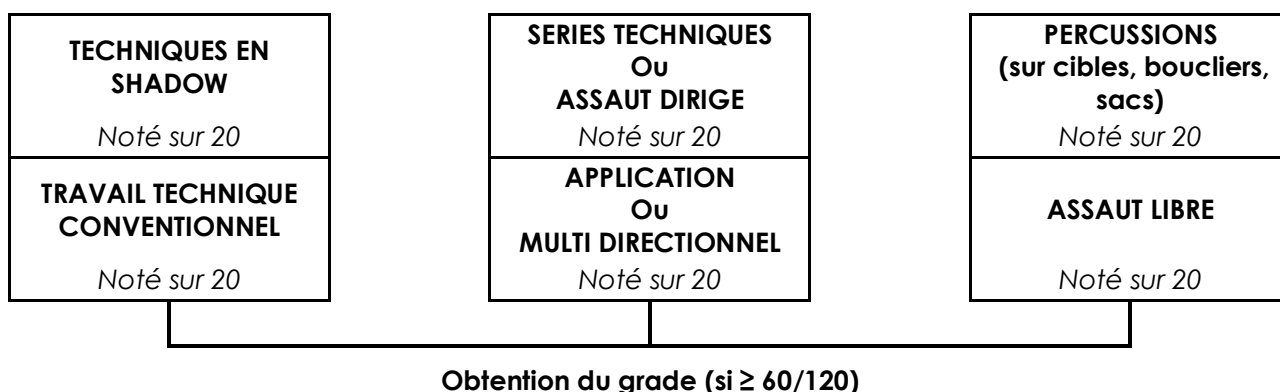 TECHNIQUES EN
SHADOW
Noté sur 20
TRAVAIL TECHNIQUE
CONVENTIONNEL
Noté sur 20
SERIES TECHNIQUES
Ou
ASSAUT DIRIGE
Noté sur 20
APPLICATION
Ou
MULTI DIRECTIONNEL
Noté sur 20
PERCUSSIONS
(sur cibles, boucliers,
sacs)
Noté sur 20
ASSAUT LIBRE
Noté sur 20
Obtention du grade (si ≥ 60/120)